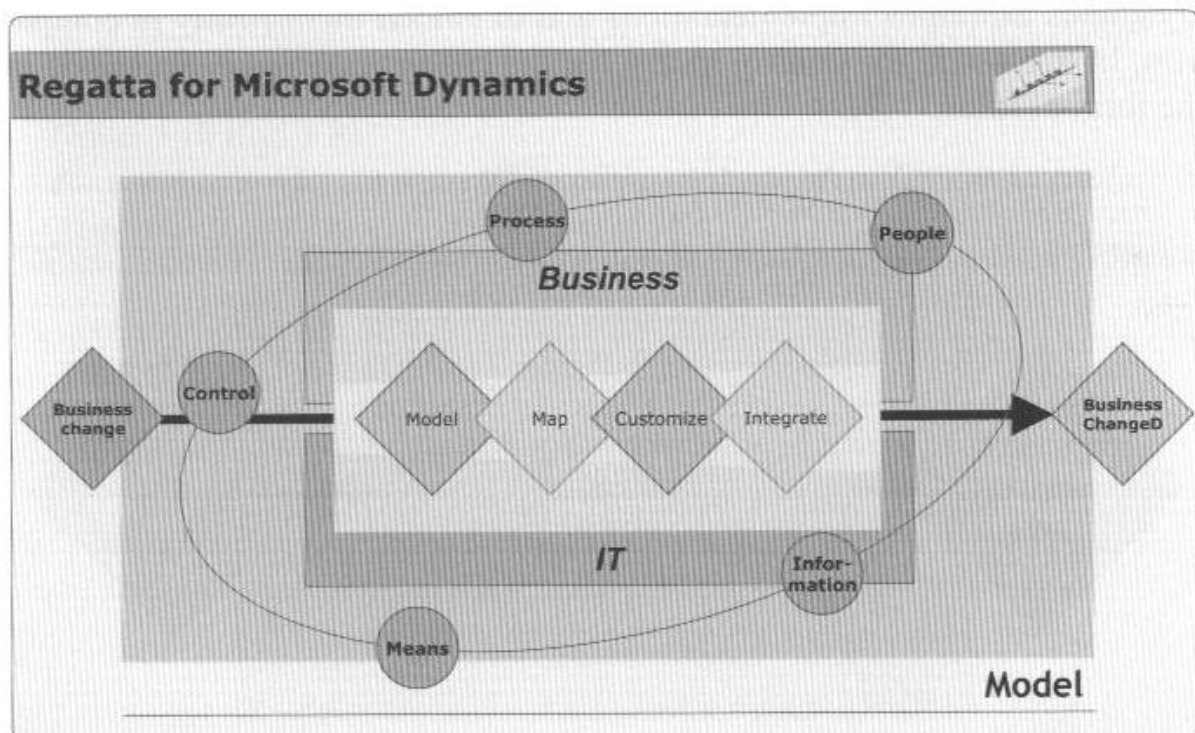 Regatta for Microsoft Dynamics
Process
People
Business
Control
Business
change
Model
Map
Customize
Integrate
Business
ChangeD
IT
Infor-
mation
Means
Model